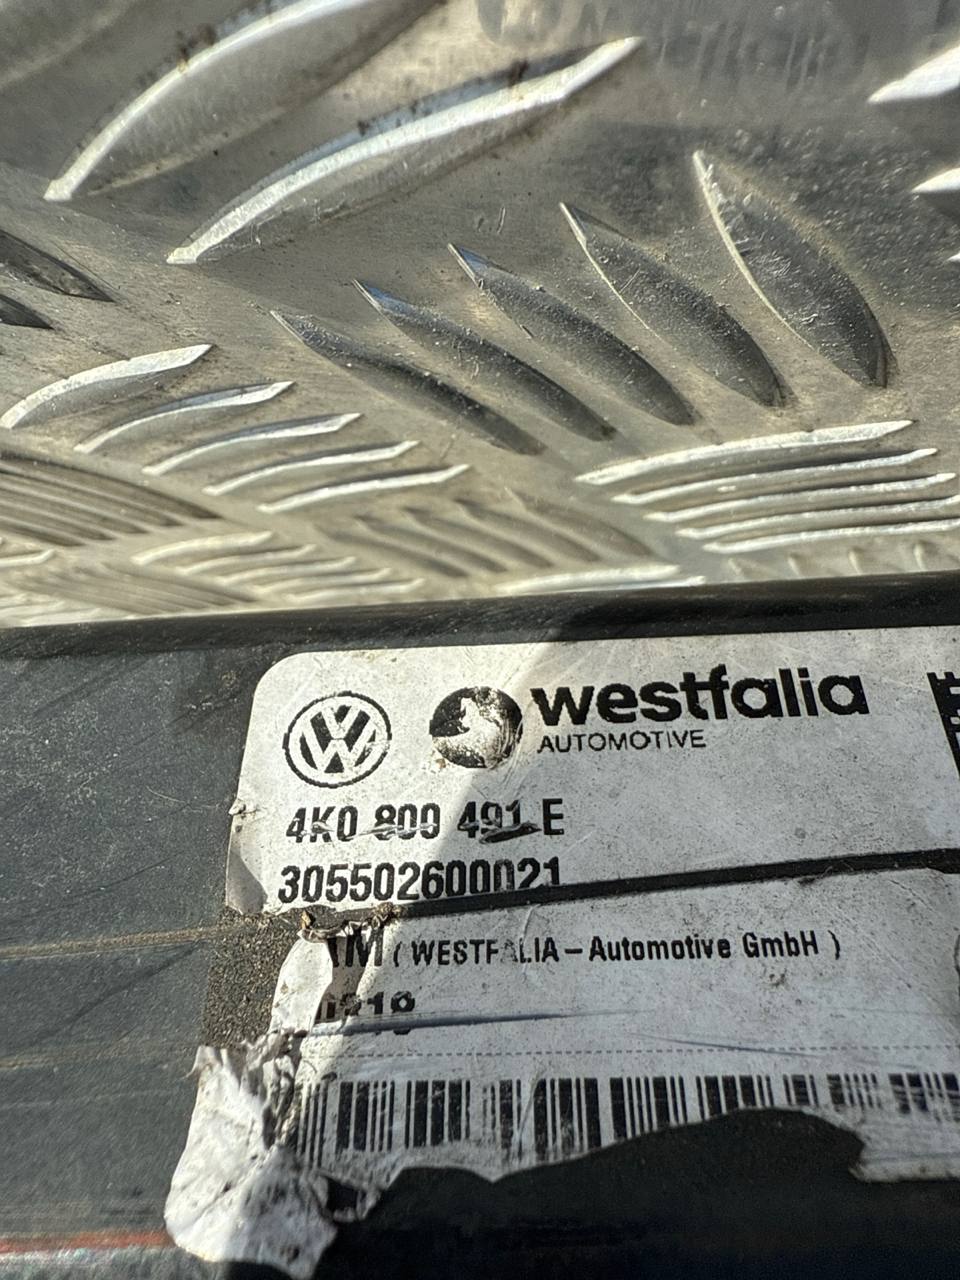 westfalia
AUTOMOTIVE
4K0 800 491 E
305502600021
( WESTFALIA – Automotive GmbH )